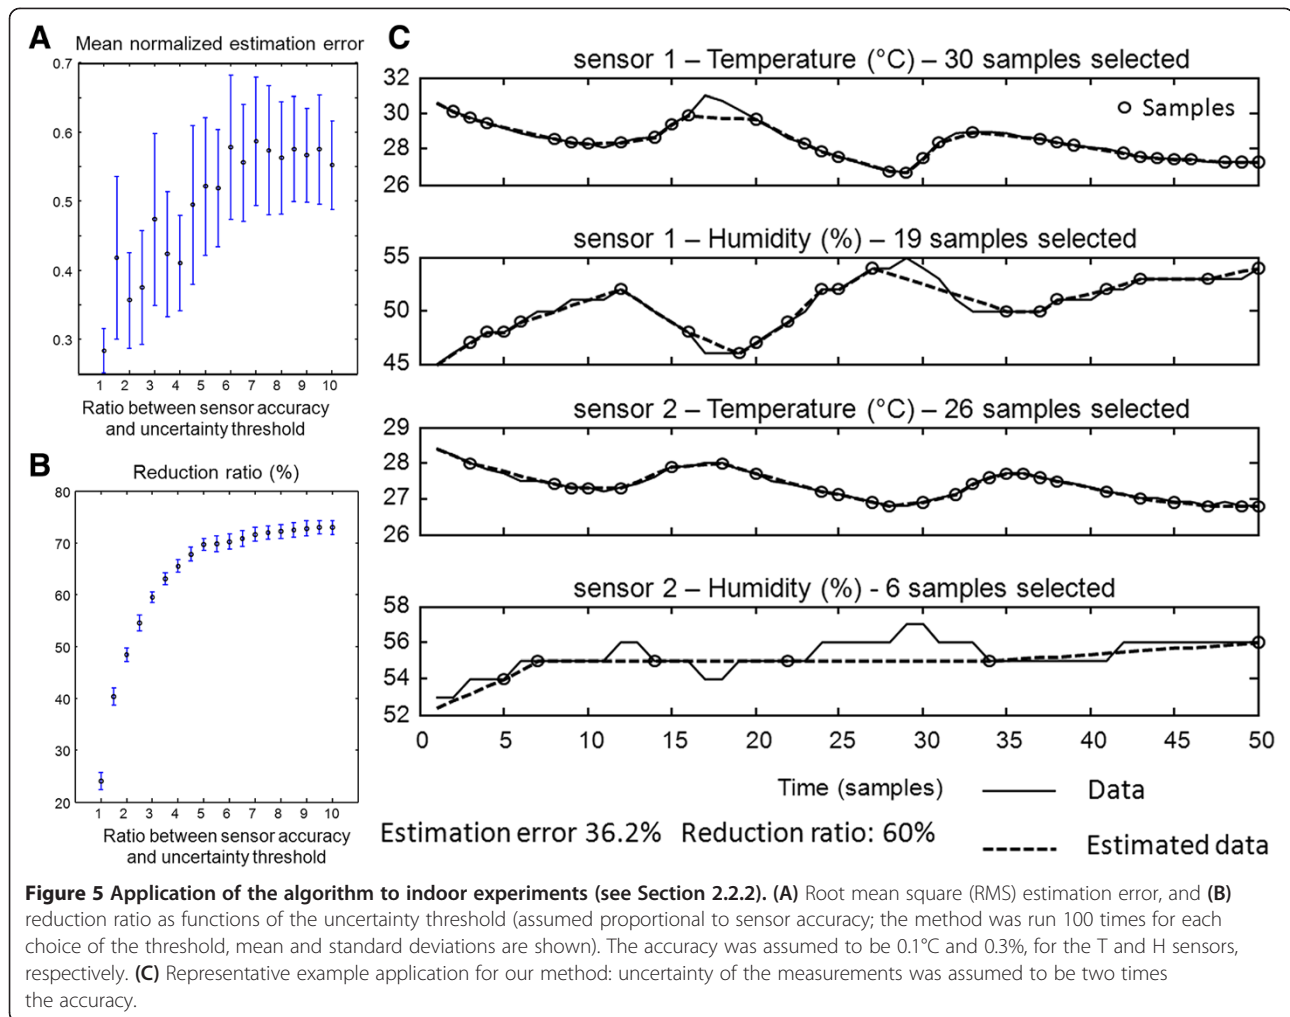 A
Mean normalized estimation error
0.7
0.6
0.5
0.4
0.3
1 2 3 4 5 6 7 8 9 10
Ratio between sensor accuracy
and uncertainty threshold
B
Reduction ratio (%)
80
70
60
50
40
30
20
1 2 3 4 5 6 7 8 9 10
Ratio between sensor accuracy
and uncertainty threshold
C
sensor 1 – Temperature (°C) – 30 samples selected
32
30
28
26
Samples
sensor 1 – Humidity (%) – 19 samples selected
55
50
45
sensor 2 – Temperature (°C) – 26 samples selected
29
28
27
26
sensor 2 – Humidity (%) - 6 samples selected
58
56
54
52
0 5 10 15 20 25 30 35 40 45 50
Time (samples)
Data
Estimated data
Estimation error 36.2% Reduction ratio: 60%
Figure 5 Application of the algorithm to indoor experiments (see Section 2.2.2). (A) Root mean square (RMS) estimation error, and (B)
reduction ratio as functions of the uncertainty threshold (assumed proportional to sensor accuracy; the method was run 100 times for each
choice of the threshold, mean and standard deviations are shown). The accuracy was assumed to be 0.1°C and 0.3%, for the T and H sensors,
respectively. (C) Representative example application for our method: uncertainty of the measurements was assumed to be two times
the accuracy.